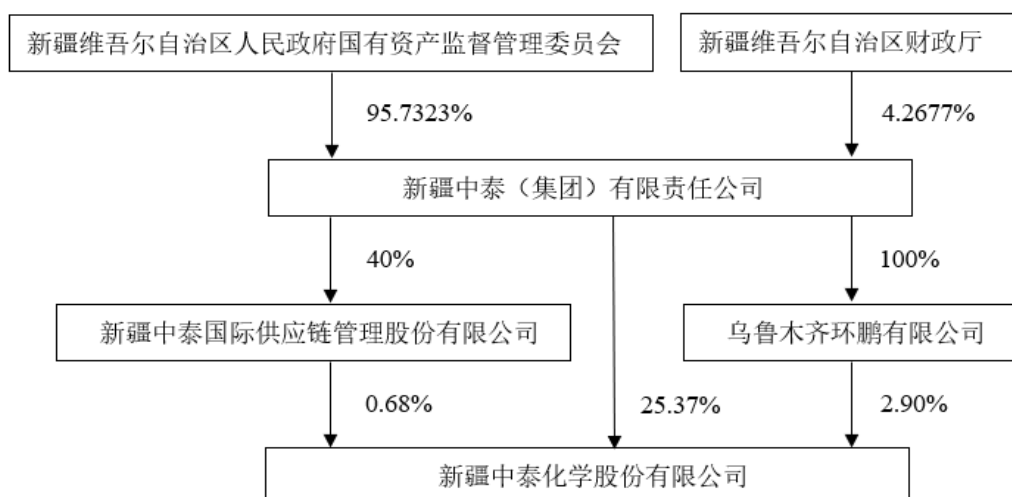 新疆维吾尔自治区人民政府国有资产监督管理委员会
新疆维吾尔自治区财政厅
95.7323%
4.2677%
新疆中泰（集团）有限责任公司
40%
100%
新疆中泰国际供应链管理股份有限公司
乌鲁木齐环鹏有限公司
0.68%
25.37%
2.90%
新疆中泰化学股份有限公司